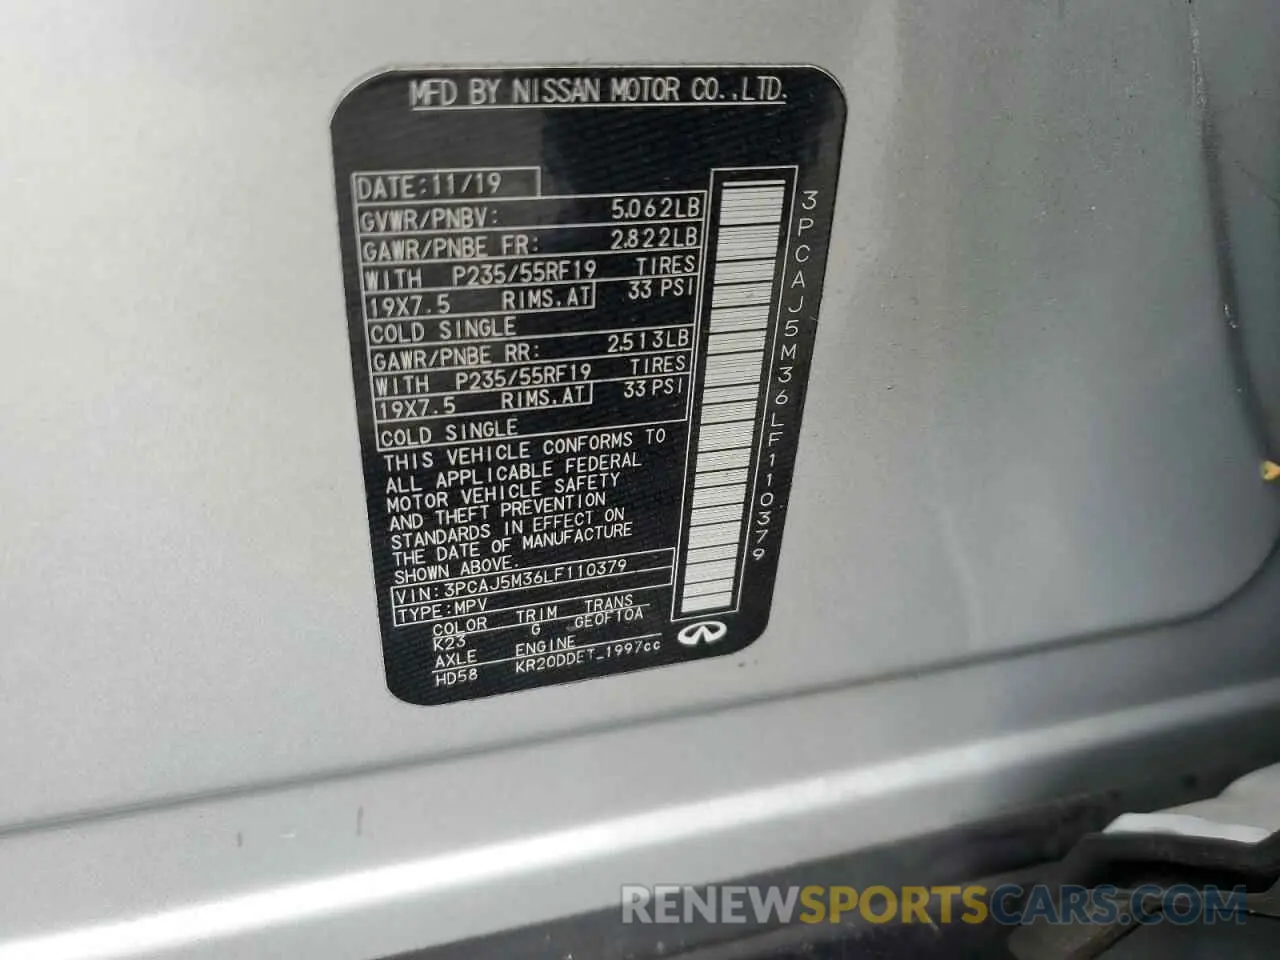 MFD BY NISSAN MOTOR CO.,LTD.
DATE:11/19
GVWR/PNBV: 5,062LB
GAWR/PNBE FR: 2,822LB
WITH P235/55RF19 TIRES
19X7.5 RIMS.AT 33 PSI
COLD SINGLE
GAWR/PNBE RR: 2,513LB
WITH P235/55RF19 TIRES
19X7.5 RIMS.AT 33 PSI
COLD SINGLE
THIS VEHICLE CONFORMS TO
ALL APPLICABLE FEDERAL
MOTOR VEHICLE SAFETY
AND THEFT PREVENTION
STANDARDS IN EFFECT ON
THE DATE OF MANUFACTURE
SHOWN ABOVE.
VIN:3PCAJ5M36LF110379
TYPE:MPV
COLOR TRIM TRANS
K23 G GE0F10A
AXLE ENGINE
HD58 KR20DDET_1997cc
3PCAJ5M36LF110379
RENEWSPORTSCARS.COM